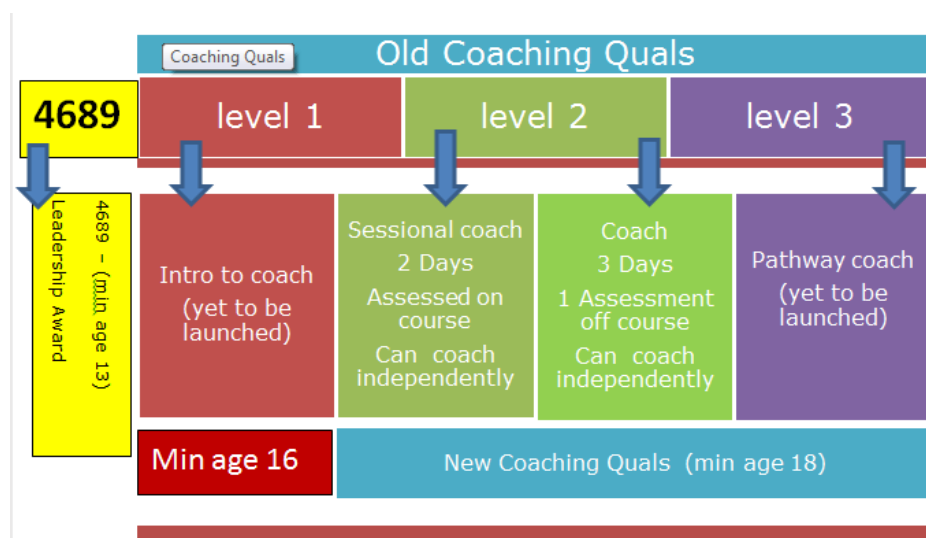 Coaching Quals
Old Coaching Quals
4689
level 1
level 2
level 3
4689 – (min age 13)
Leadership Award
Intro to coach
(yet to be
launched)
Sessional coach
2 Days
Assessed on
course
Can coach
independently
Coach
3 Days
1 Assessment
off course
Can coach
independently
Pathway coach
(yet to be
launched)
Min age 16
New Coaching Quals (min age 18)